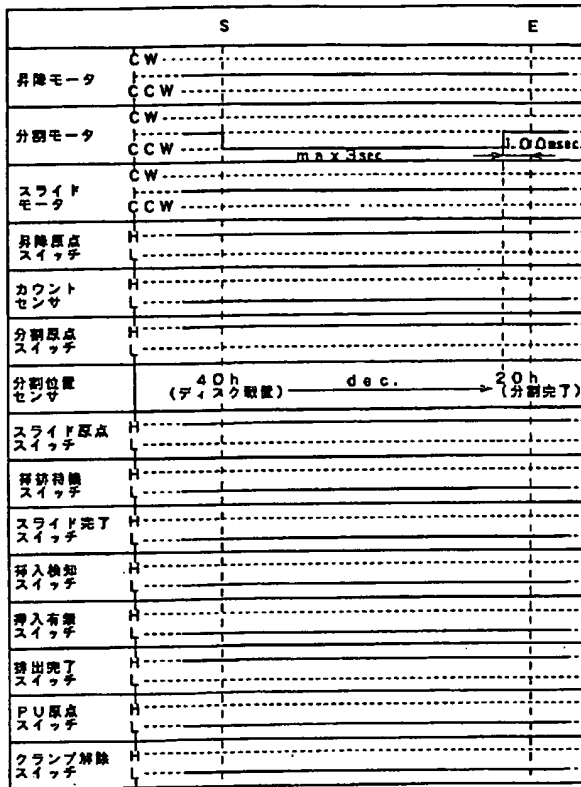 S E
昇降モータ CW
CCW
分割モータ CW
CCW max3sec 100msec
スライド
モータ CW
CCW
昇降原点
スイッチ H
L
カウント
センサ H
L
分割原点
スイッチ H
L
分割位置
センサ 40h dec. 20h
(ディスク載置) (分割完了)
スライド原点
スイッチ H
L
挿排待機
スイッチ H
L
スライド完了
スイッチ H
L
挿入検知
スイッチ H
L
挿入有無
スイッチ H
L
排出完了
スイッチ H
L
PU原点
スイッチ H
L
クランプ解除
スイッチ H
L